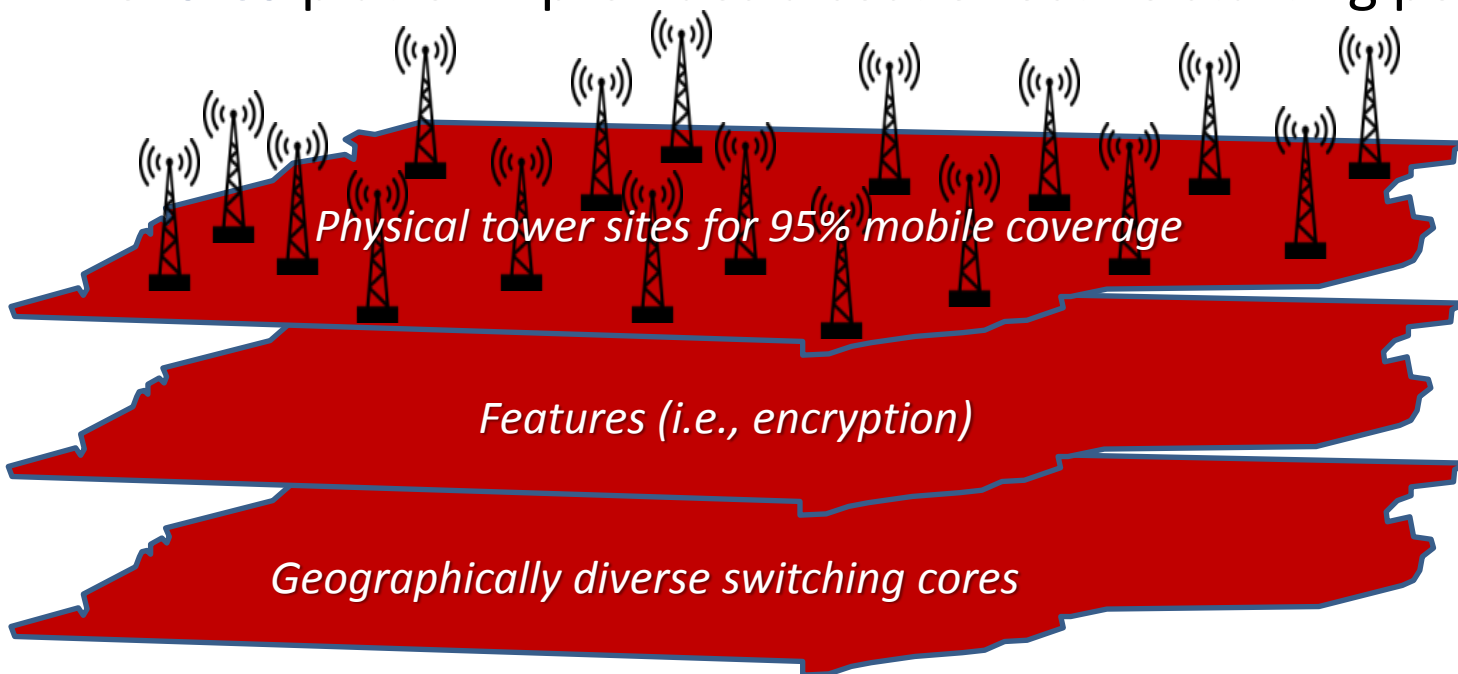 Physical tower sites for 95% mobile coverage
Features (i.e., encryption)
Geographically diverse switching cores